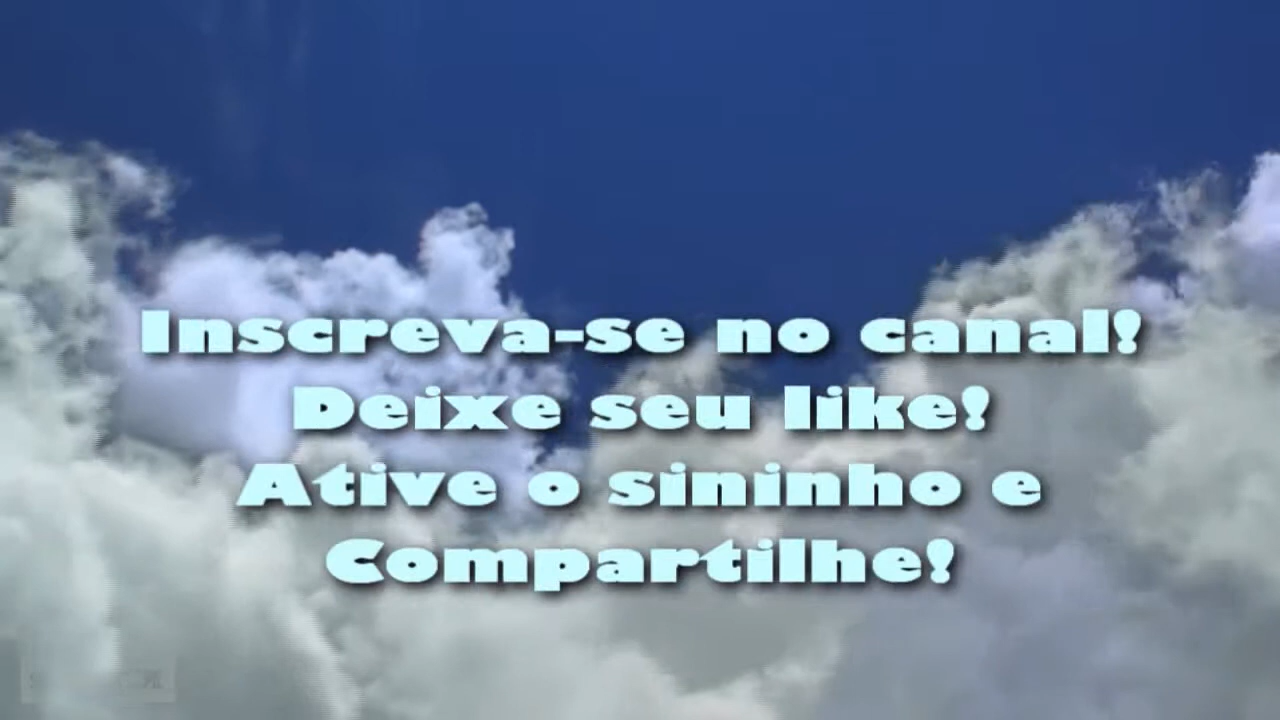 Inscreva-se no canal!
Deixe seu like!
Ative o sininho e
Compartilhe!